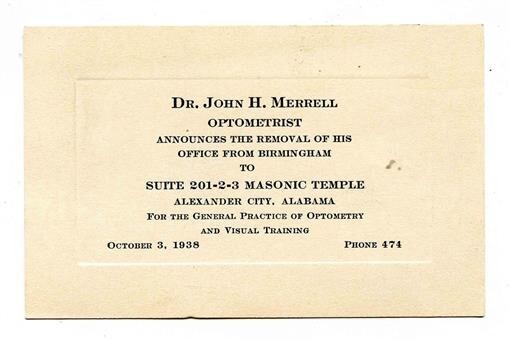 Dr. John H. Merrell
OPTOMETRIST
ANNOUNCES THE REMOVAL OF HIS
OFFICE FROM BIRMINGHAM
TO
SUITE 201-2-3 MASONIC TEMPLE
ALEXANDER CITY, ALABAMA
For the General Practice of Optometry
and Visual Training
October 3, 1938 Phone 474